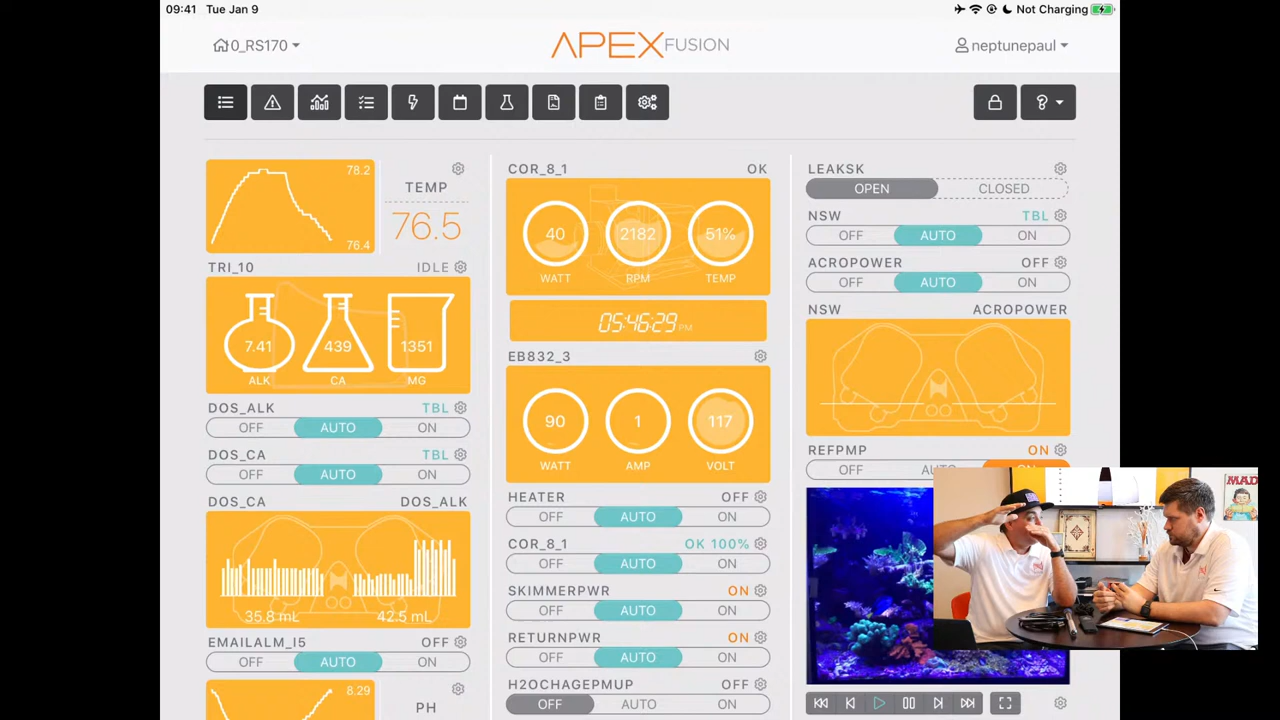 09:41 Tue Jan 9 Not Charging
0_RS170 APEX FUSION neptunepaul
78.2
76.4
TEMP
76.5
TRI_10 IDLE
7.41 439 1351
ALK CA MG
DOS_ALK TBL
OFF AUTO ON
DOS_CA TBL
OFF AUTO ON
DOS_CA DOS_ALK
35.8 mL 42.5 mL
EMAILALM_I5 OFF
OFF AUTO ON
8.29
PH
COR_8_1 OK
40 2182 51%
WATT RPM TEMP
05:46:29 PM
EB832_3
90 1 117
WATT AMP VOLT
HEATER OFF
OFF AUTO ON
COR_8_1 OK 100%
OFF AUTO ON
SKIMMERPWR ON
OFF AUTO ON
RETURNPWR ON
OFF AUTO ON
H2OCHAGEPMUP OFF
OFF AUTO ON
LEAKSK
OPEN CLOSED
NSW TBL
OFF AUTO ON
ACROPOWER OFF
OFF AUTO ON
NSW ACROPOWER
REFPMP ON
OFF AUTO ON
MAD